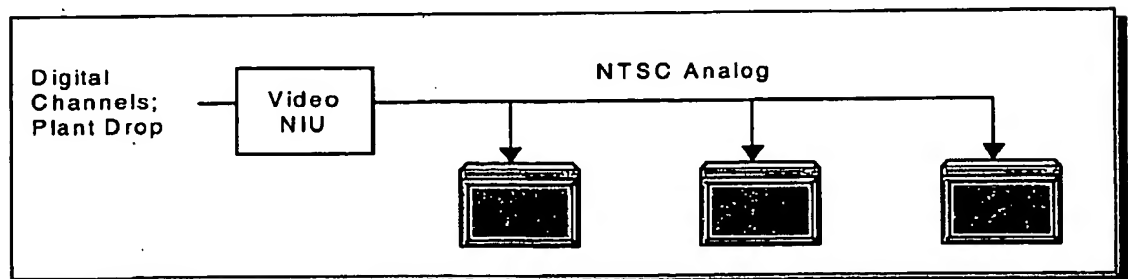 Digital
Channels;
Plant Drop
Video
NIU
NTSC Analog